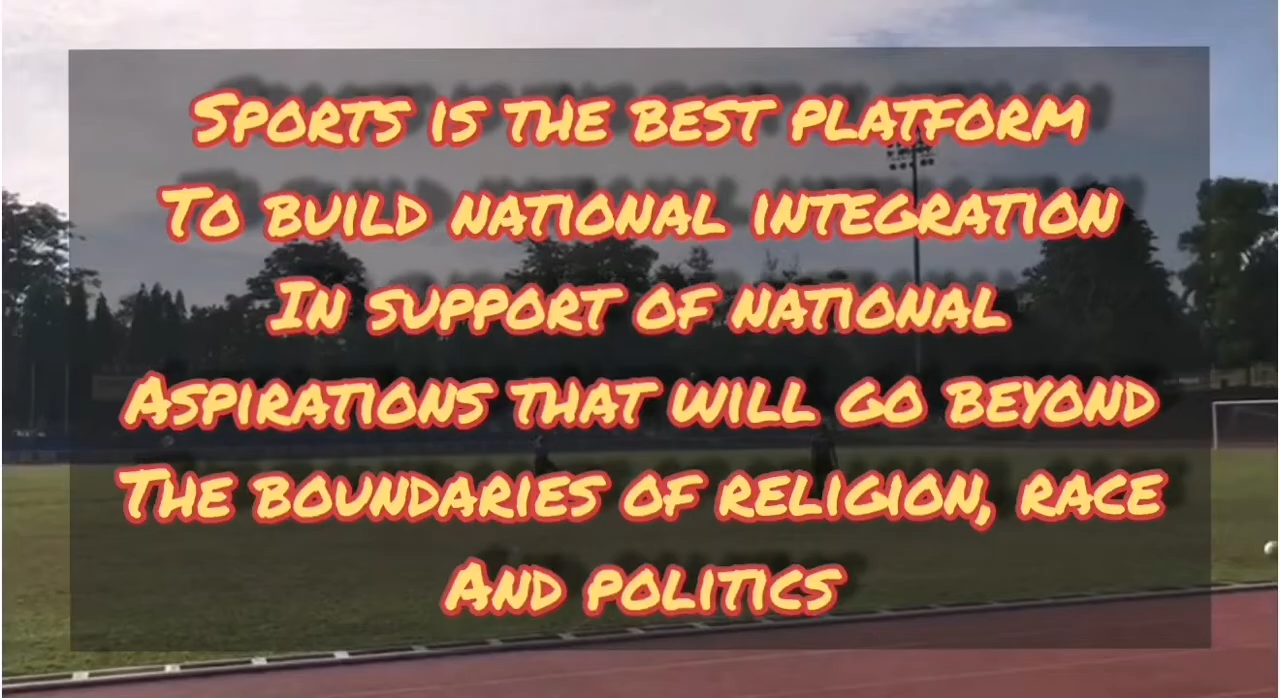 Sports is the best platform
To build national integration
In support of national
Aspirations that will go beyond
The boundaries of religion, race
And politics